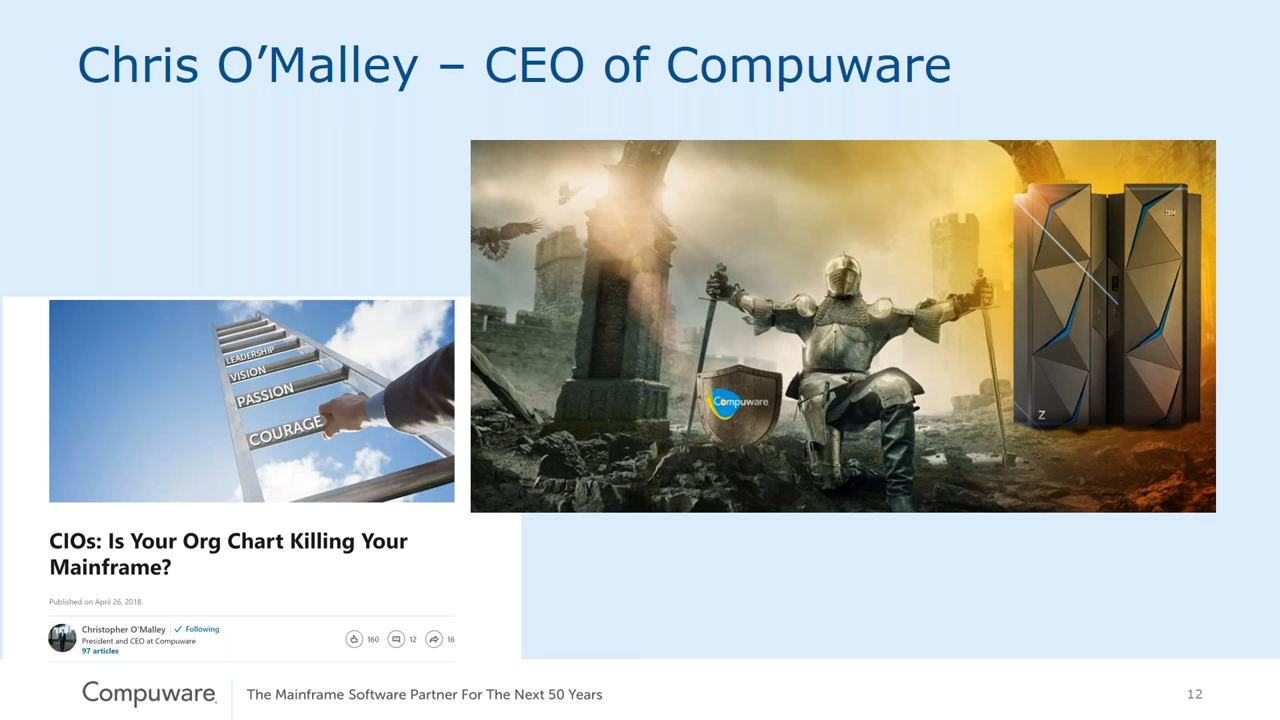 Chris O’Malley – CEO of Compuware
LEADERSHIP
VISION
PASSION
COURAGE
IBM
Compuware
Z
CIOs: Is Your Org Chart Killing Your
Mainframe?
Published on April 26, 2018
Christopher O'Malley ✓ Following
President and CEO at Compuware
97 articles
160 12 16
Compuware. The Mainframe Software Partner For The Next 50 Years 12